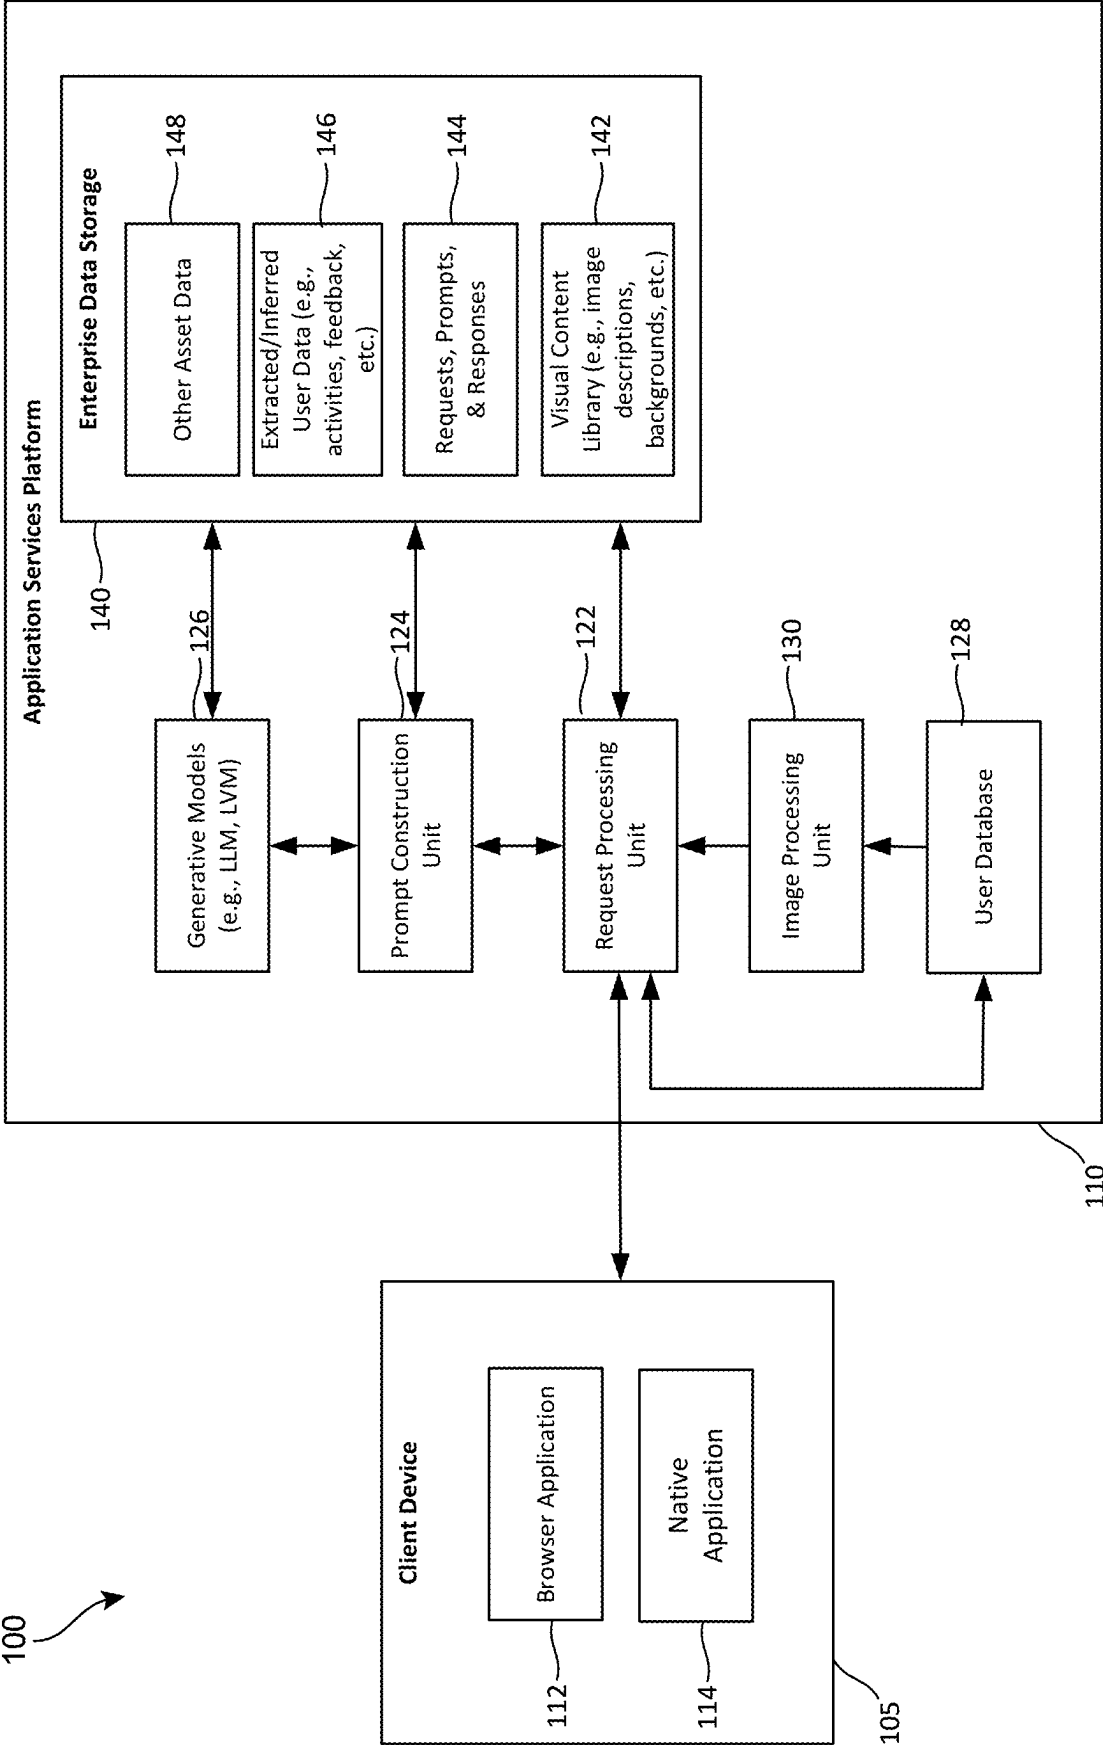 100
Application Services Platform
Enterprise Data Storage
140
Other Asset Data
148
Extracted/Inferred
User Data (e.g.,
activities, feedback,
etc.)
146
Requests, Prompts,
& Responses
144
Visual Content
Library (e.g., image
descriptions,
backgrounds, etc.)
142
Generative Models
(e.g., LLM, LVM)
126
Prompt Construction
Unit
124
Request Processing
Unit
122
Image Processing
Unit
130
User Database
128
110
Client Device
Browser Application
112
Native
Application
114
105